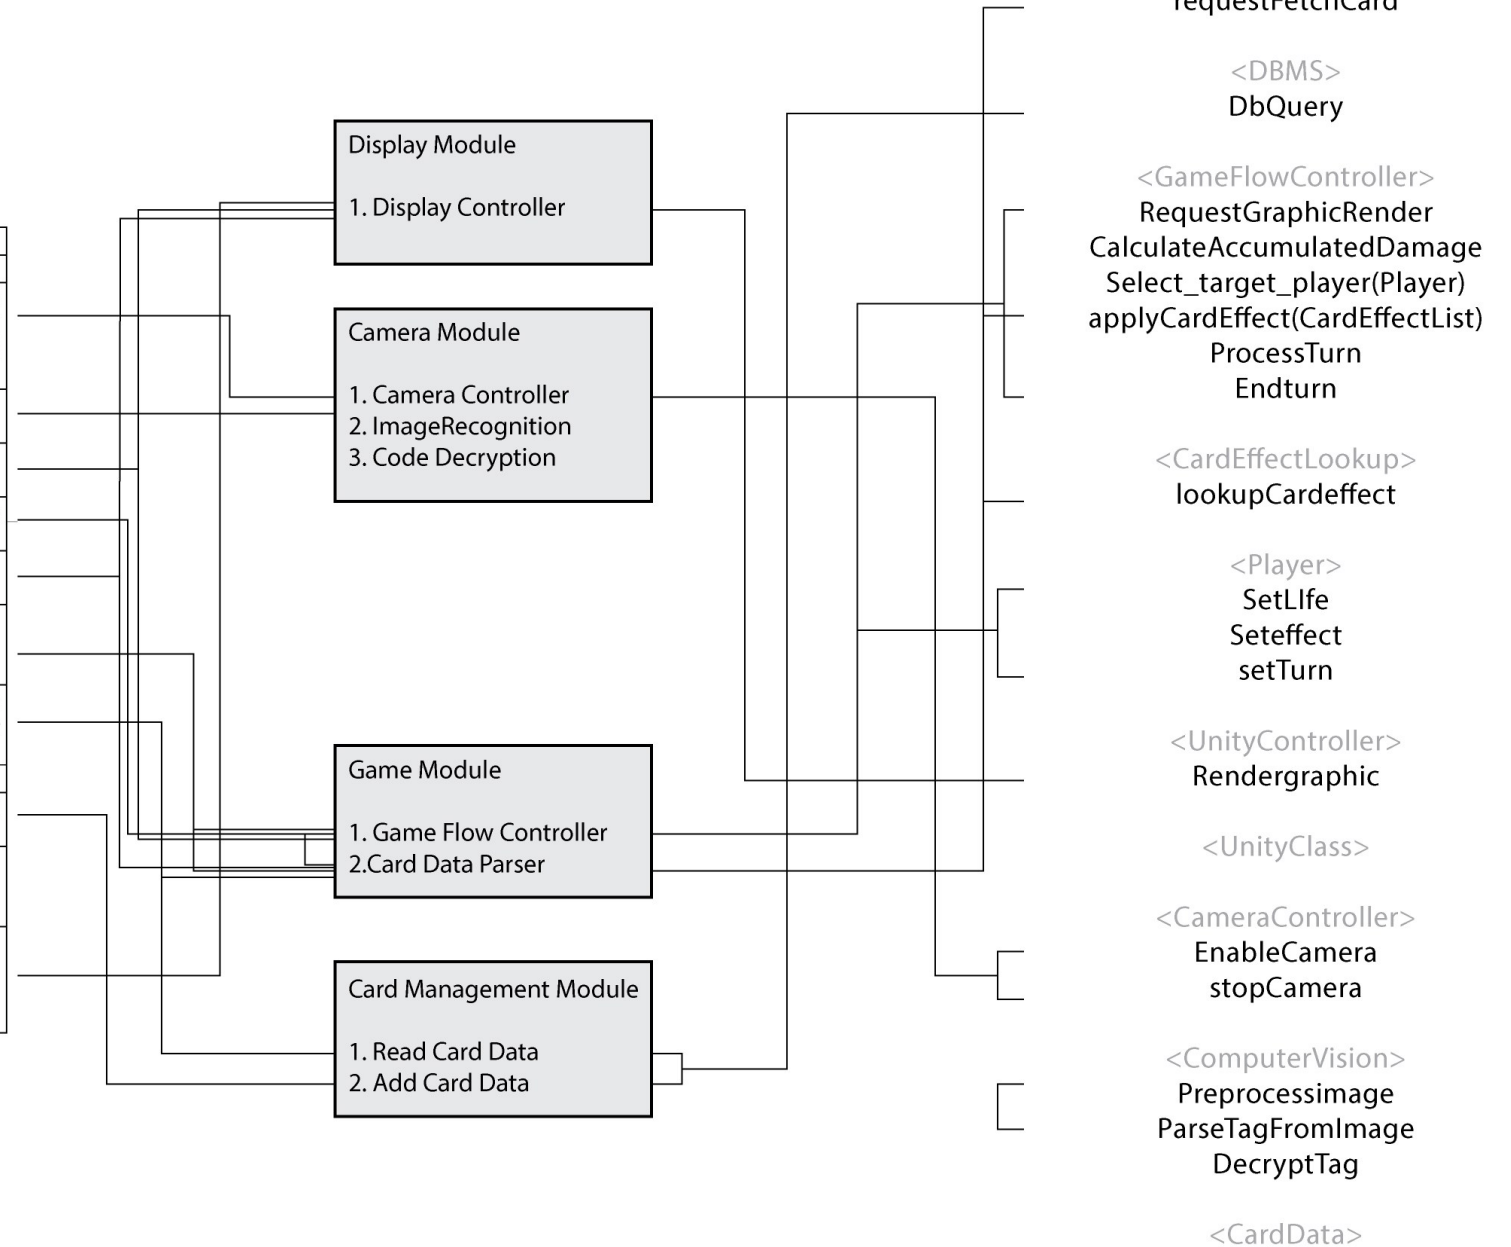 Display Module
1. Display Controller
Camera Module
1. Camera Controller
2. ImageRecognition
3. Code Decryption
Game Module
1. Game Flow Controller
2.Card Data Parser
Card Management Module
1. Read Card Data
2. Add Card Data
requestFetchCard
<DBMS>
DbQuery
<GameFlowController>
RequestGraphicRender
CalculateAccumulatedDamage
Select_target_player(Player)
applyCardEffect(CardEffectList)
ProcessTurn
Endturn
<CardEffectLookup>
lookupCardeffect
<Player>
SetLIfe
Seteffect
setTurn
<UnityController>
Rendergraphic
<UnityClass>
<CameraController>
EnableCamera
stopCamera
<ComputerVision>
Preprocessimage
ParseTagFromImage
DecryptTag
<CardData>